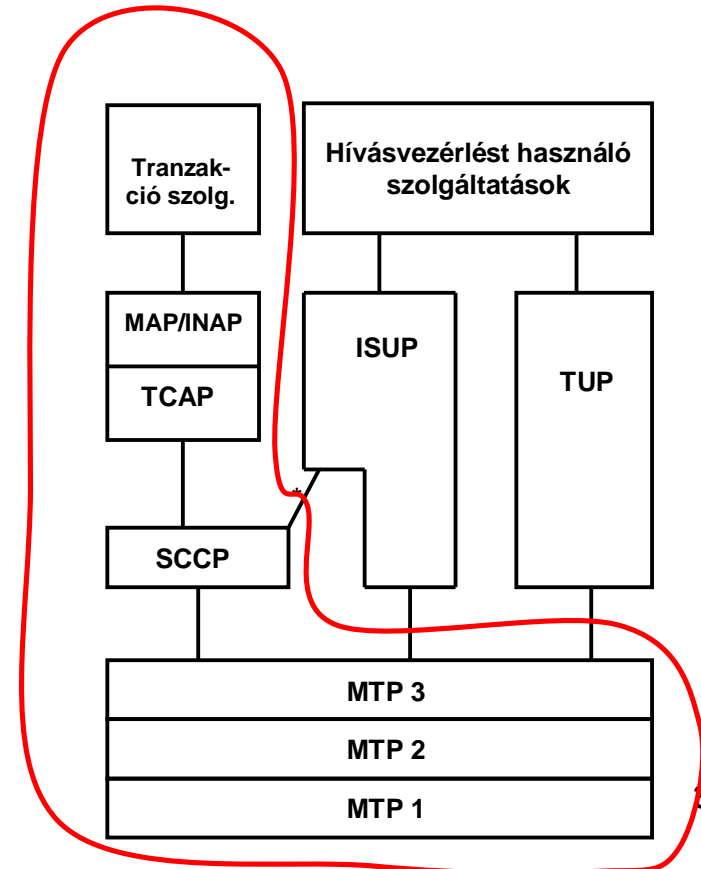 Tranzak-
ció szolg.
Hívásvezérlést használó
szolgáltatások
MAP/INAP
TCAP
ISUP
TUP
*
SCCP
MTP 3
MTP 2
MTP 1